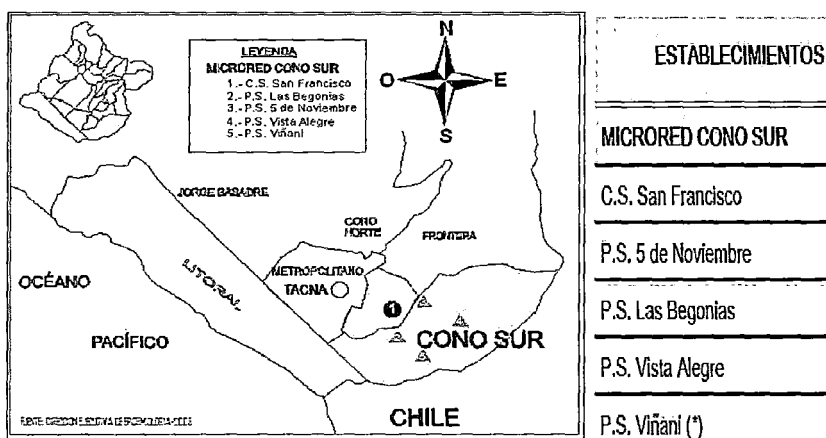 LEYENDA
MICRORED CONO SUR
1.- C.S. San Francisco
2.- P.S. Las Begonias
3.- P.S. 5 de Noviembre
4.- P.S. Vista Alegre
5.- P.S. Viñani
N
O
E
S
JORGE BASADRE
CONO
NORTE
FRONTERA
METROPOLITANO
TACNA
OCÉANO
LITORAL
1
PACÍFICO
CONO SUR
CHILE
ESTABLECIMIENTOS
MICRORED CONO SUR
C.S. San Francisco
P.S. 5 de Noviembre
P.S. Las Begonias
P.S. Vista Alegre
P.S. Viñani (*)